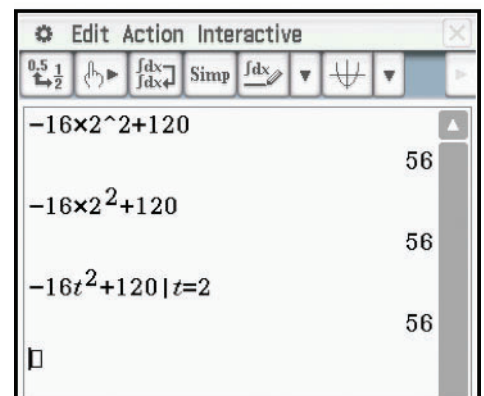 Edit Action Interactive
0.5 1 2 ∫dx ∫dx Simp ∫dx
−16×2^2+120
56
−16×2²+120
56
−16t²+120|t=2
56